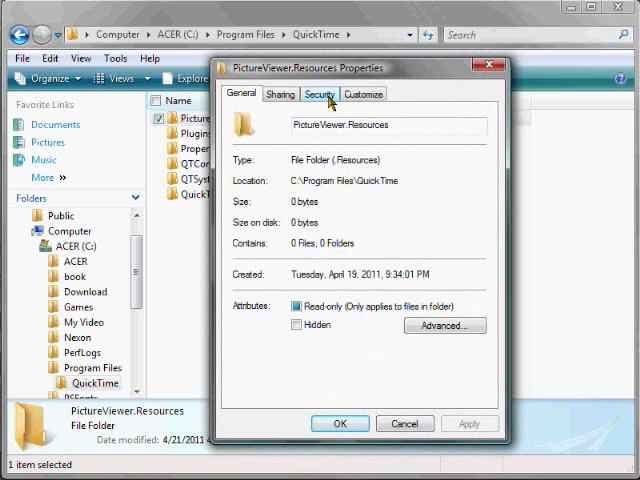 Computer ▸ ACER (C:) ▸ Program Files ▸ QuickTime ▸
Search
File Edit View Tools Help
Organize Views Explore
Favorite Links
Documents
Pictures
Music
More »
Folders
Public
Computer
ACER (C:)
ACER
book
Download
Games
My Video
Nexon
PerfLogs
Program Files
QuickTime
Name
Picture
Plugins
Proper
QTCo
QTSys
QuickT
PictureViewer.Resources Properties
General Sharing Security Customize
PictureViewer.Resources
Type: File Folder (.Resources)
Location: C:\Program Files\QuickTime
Size: 0 bytes
Size on disk: 0 bytes
Contains: 0 Files, 0 Folders
Created: Tuesday, April 19, 2011, 9:34:01 PM
Attributes: Read-only (Only applies to files in folder)
Hidden Advanced...
OK Cancel Apply
PictureViewer.Resources
File Folder
Date modified: 4/21/2011
1 item selected